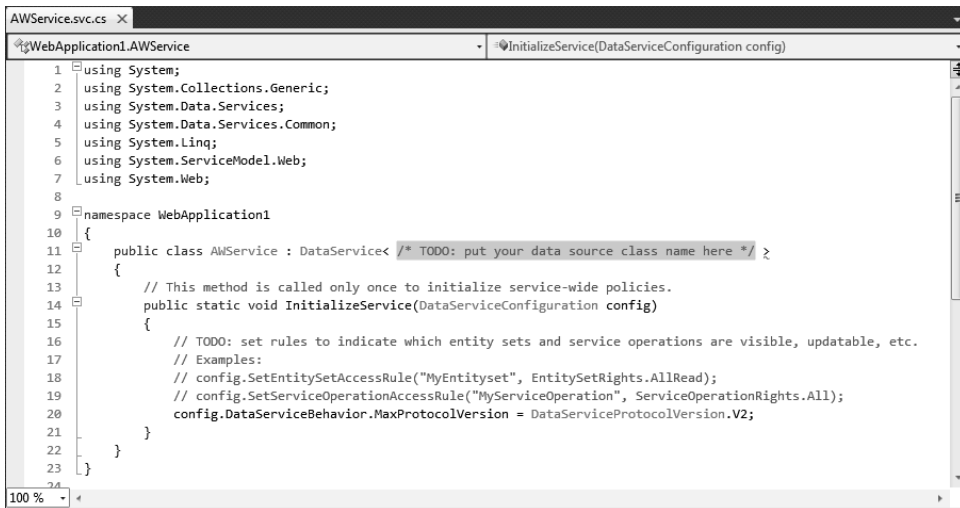 AWService.svc.cs ×
WebApplication1.AWService InitializeService(DataServiceConfiguration config)
1 using System;
2 using System.Collections.Generic;
3 using System.Data.Services;
4 using System.Data.Services.Common;
5 using System.Linq;
6 using System.ServiceModel.Web;
7 using System.Web;
8
9 namespace WebApplication1
10 {
11 public class AWService : DataService< /* TODO: put your data source class name here */ >
12 {
13 // This method is called only once to initialize service-wide policies.
14 public static void InitializeService(DataServiceConfiguration config)
15 {
16 // TODO: set rules to indicate which entity sets and service operations are visible, updatable, etc.
17 // Examples:
18 // config.SetEntitySetAccessRule("MyEntityset", EntitySetRights.AllRead);
19 // config.SetServiceOperationAccessRule("MyServiceOperation", ServiceOperationRights.All);
20 config.DataServiceBehavior.MaxProtocolVersion = DataServiceProtocolVersion.V2;
21 }
22 }
23 }
24
100 %